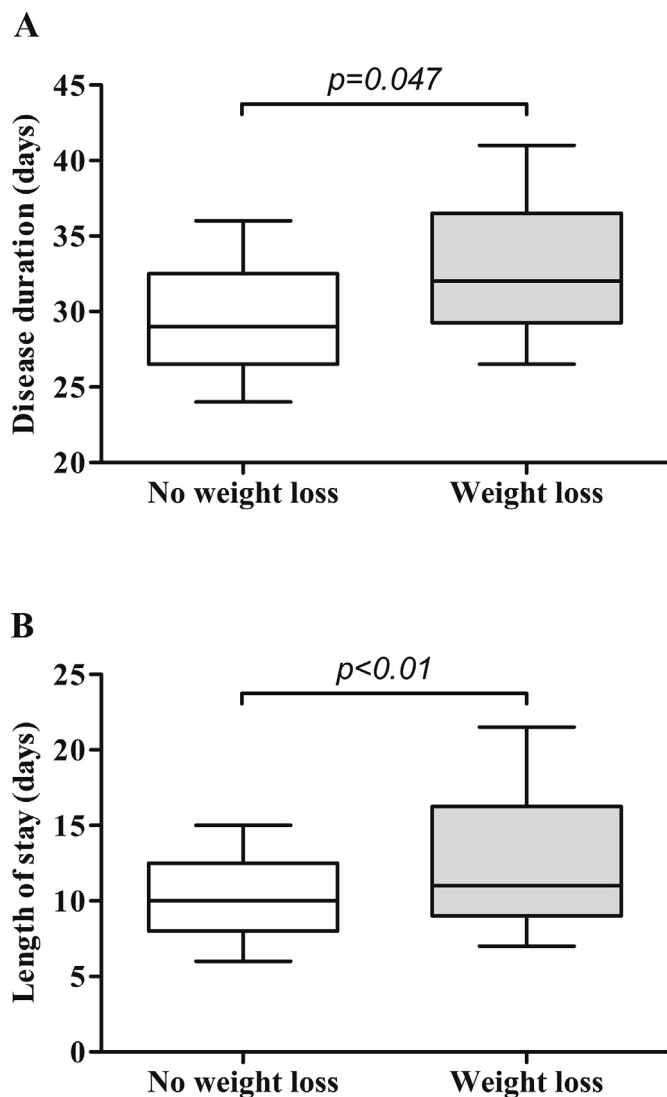 A
p=0.047
Disease duration (days)
45
40
35
30
25
20
No weight loss
Weight loss
B
p<0.01
Length of stay (days)
25
20
15
10
5
0
No weight loss
Weight loss